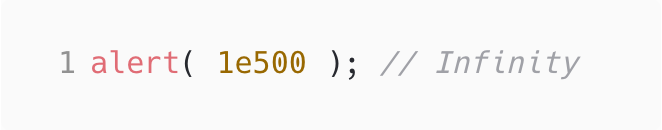 1 alert( 1e500 ); // Infinity